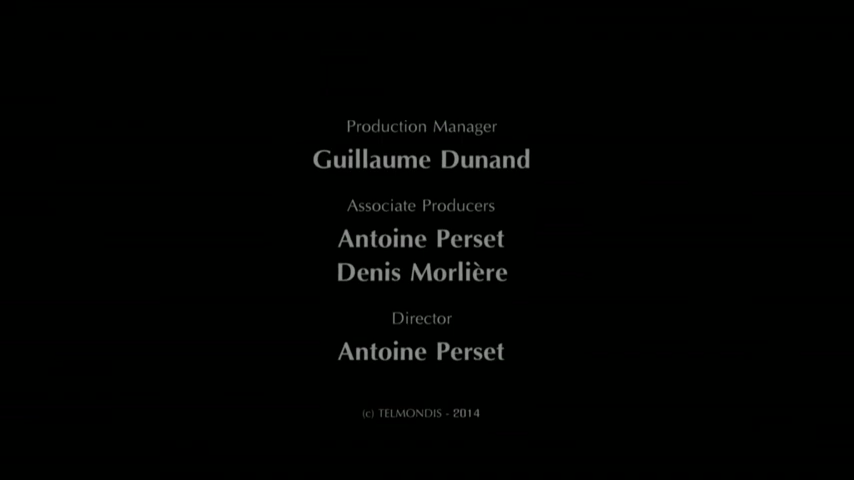 Production Manager
Guillaume Dunand
Associate Producers
Antoine Perset
Denis Morlière
Director
Antoine Perset
(c) TELMONDIS - 2014